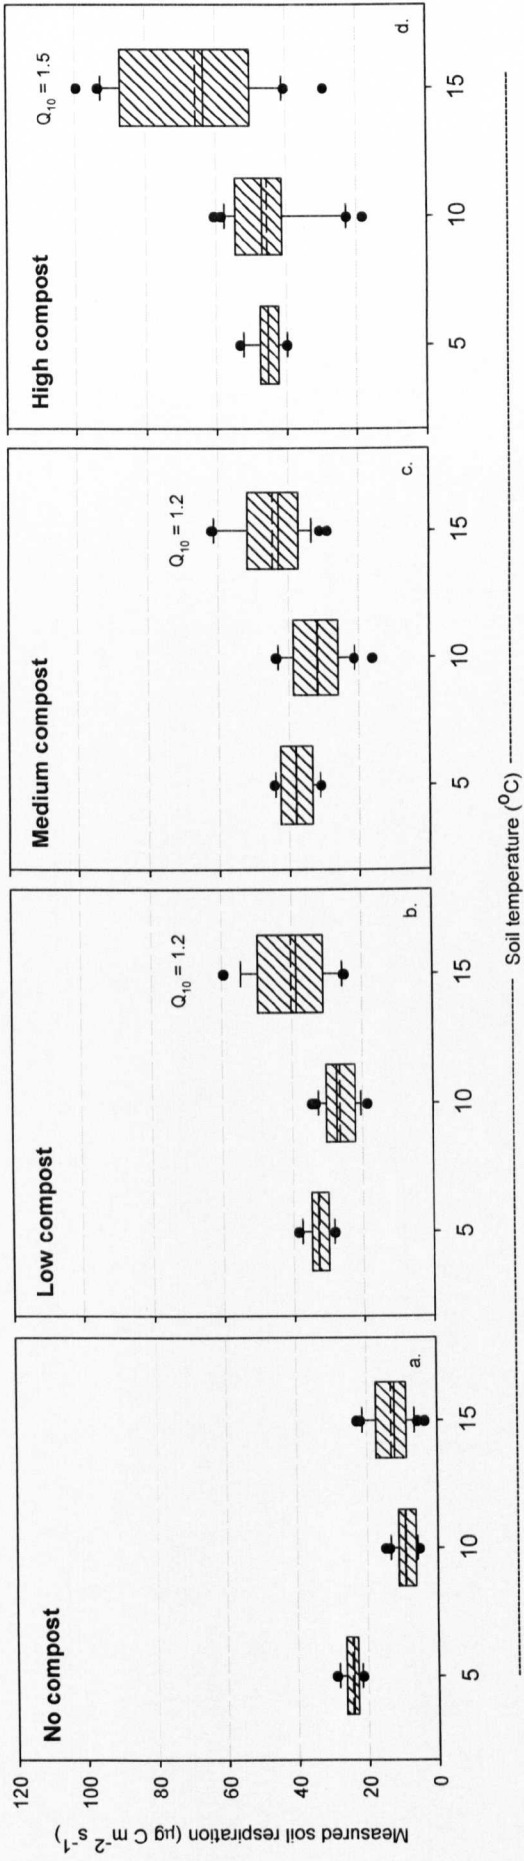 Measured soil respiration (µg C m⁻² s⁻¹)
120
100
80
60
40
20
0
No compost
a.
5
10
15
Low compost
Q₁₀ = 1.2
b.
5
10
15
Medium compost
Q₁₀ = 1.2
c.
5
10
15
High compost
Q₁₀ = 1.5
d.
5
10
15
Soil temperature (⁰C)